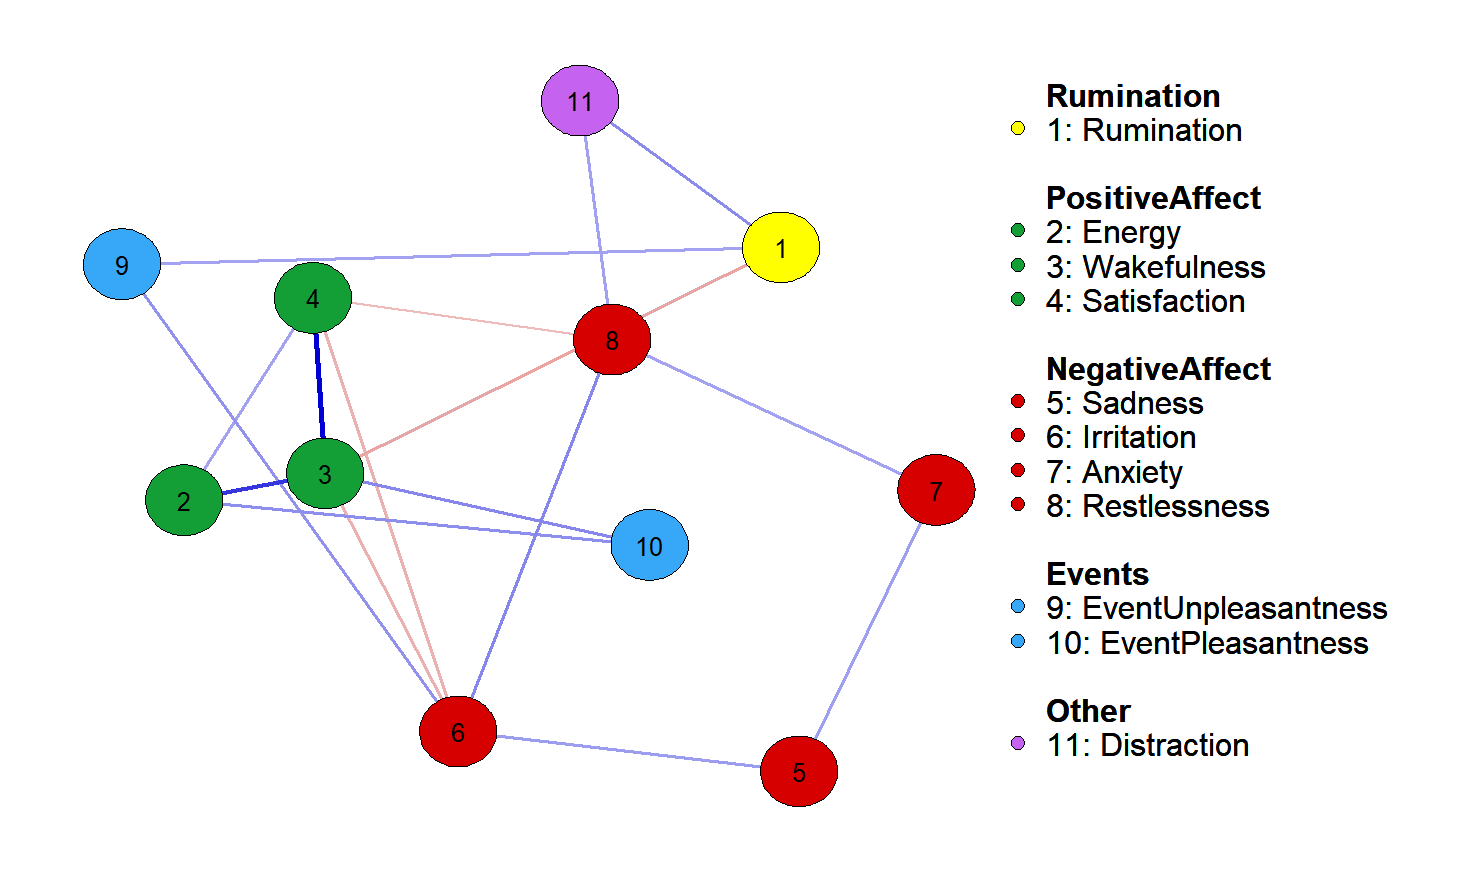 11
1
9
4
8
3
2
7
10
6
5
Rumination
1: Rumination
PositiveAffect
2: Energy
3: Wakefulness
4: Satisfaction
NegativeAffect
5: Sadness
6: Irritation
7: Anxiety
8: Restlessness
Events
9: EventUnpleasantness
10: EventPleasantness
Other
11: Distraction